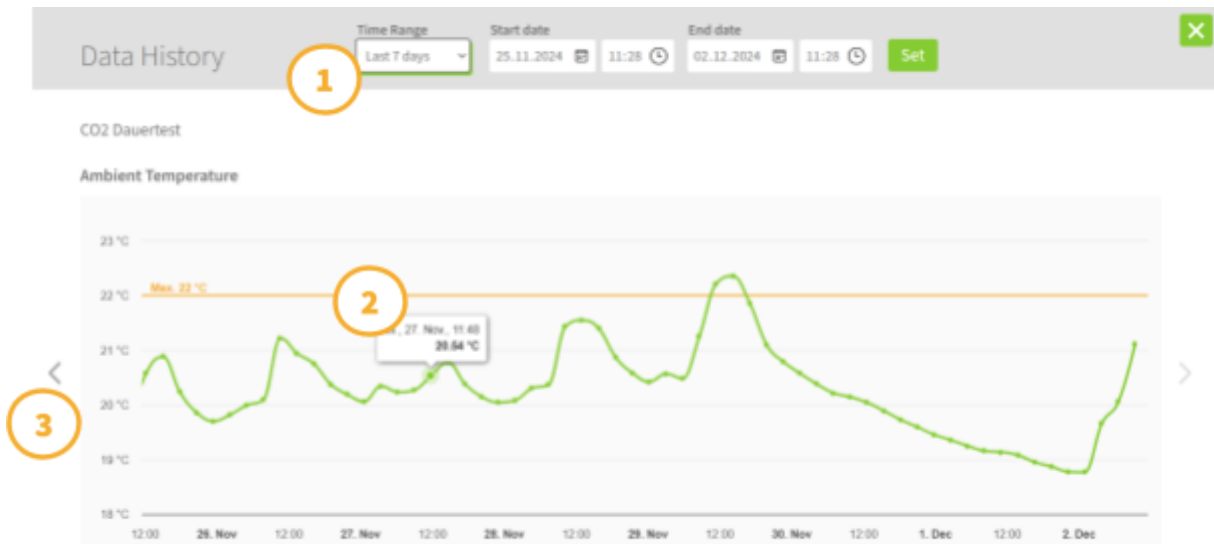 Time Range Start date End date
Data History Last 7 days 25.11.2024 11:28 02.12.2024 11:28 Set
1
CO2 Dauertest
Ambient Temperature
23 °C
Max. 22 °C
22 °C
2
27. Nov., 11:48
20.54 °C
21 °C
20 °C
3
19 °C
18 °C
12:00 26. Nov 12:00 27. Nov 12:00 28. Nov 12:00 29. Nov 12:00 30. Nov 12:00 1. Dec 12:00 2. Dec